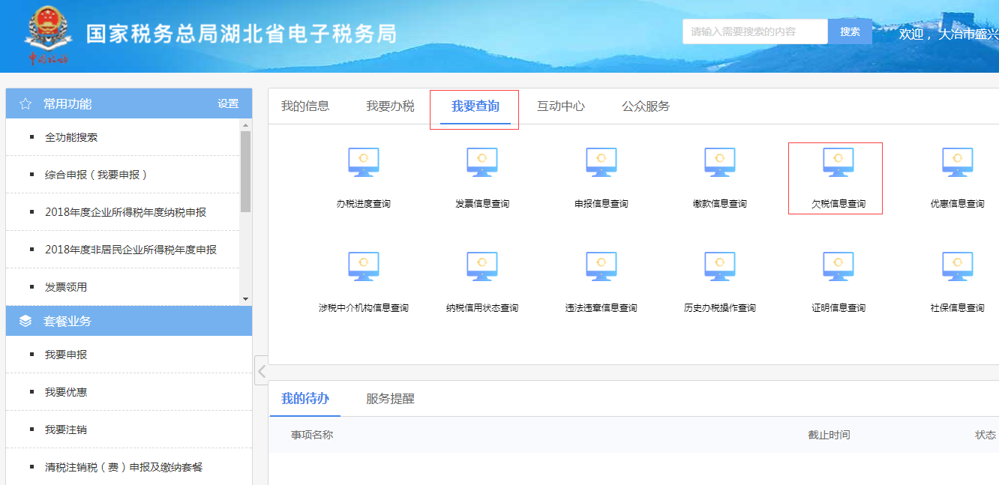 国家税务总局湖北省电子税务局
中国税务
请输入需要搜索的内容
搜索
欢迎，大冶市盛兴
常用功能
设置
全功能搜索
综合申报（我要申报）
2018年度企业所得税年度纳税申报
2018年度非居民企业所得税年度申报
发票领用
套餐业务
我要申报
我要优惠
我要注销
清税注销税（费）申报及缴纳套餐
我的信息
我要办税
我要查询
互动中心
公众服务
办税进度查询
发票信息查询
申报信息查询
缴款信息查询
欠税信息查询
优惠信息查询
涉税中介机构信息查询
纳税信用状态查询
违法违章信息查询
历史办税操作查询
证明信息查询
社保信息查询
我的待办
服务提醒
事项名称
截止时间
状态